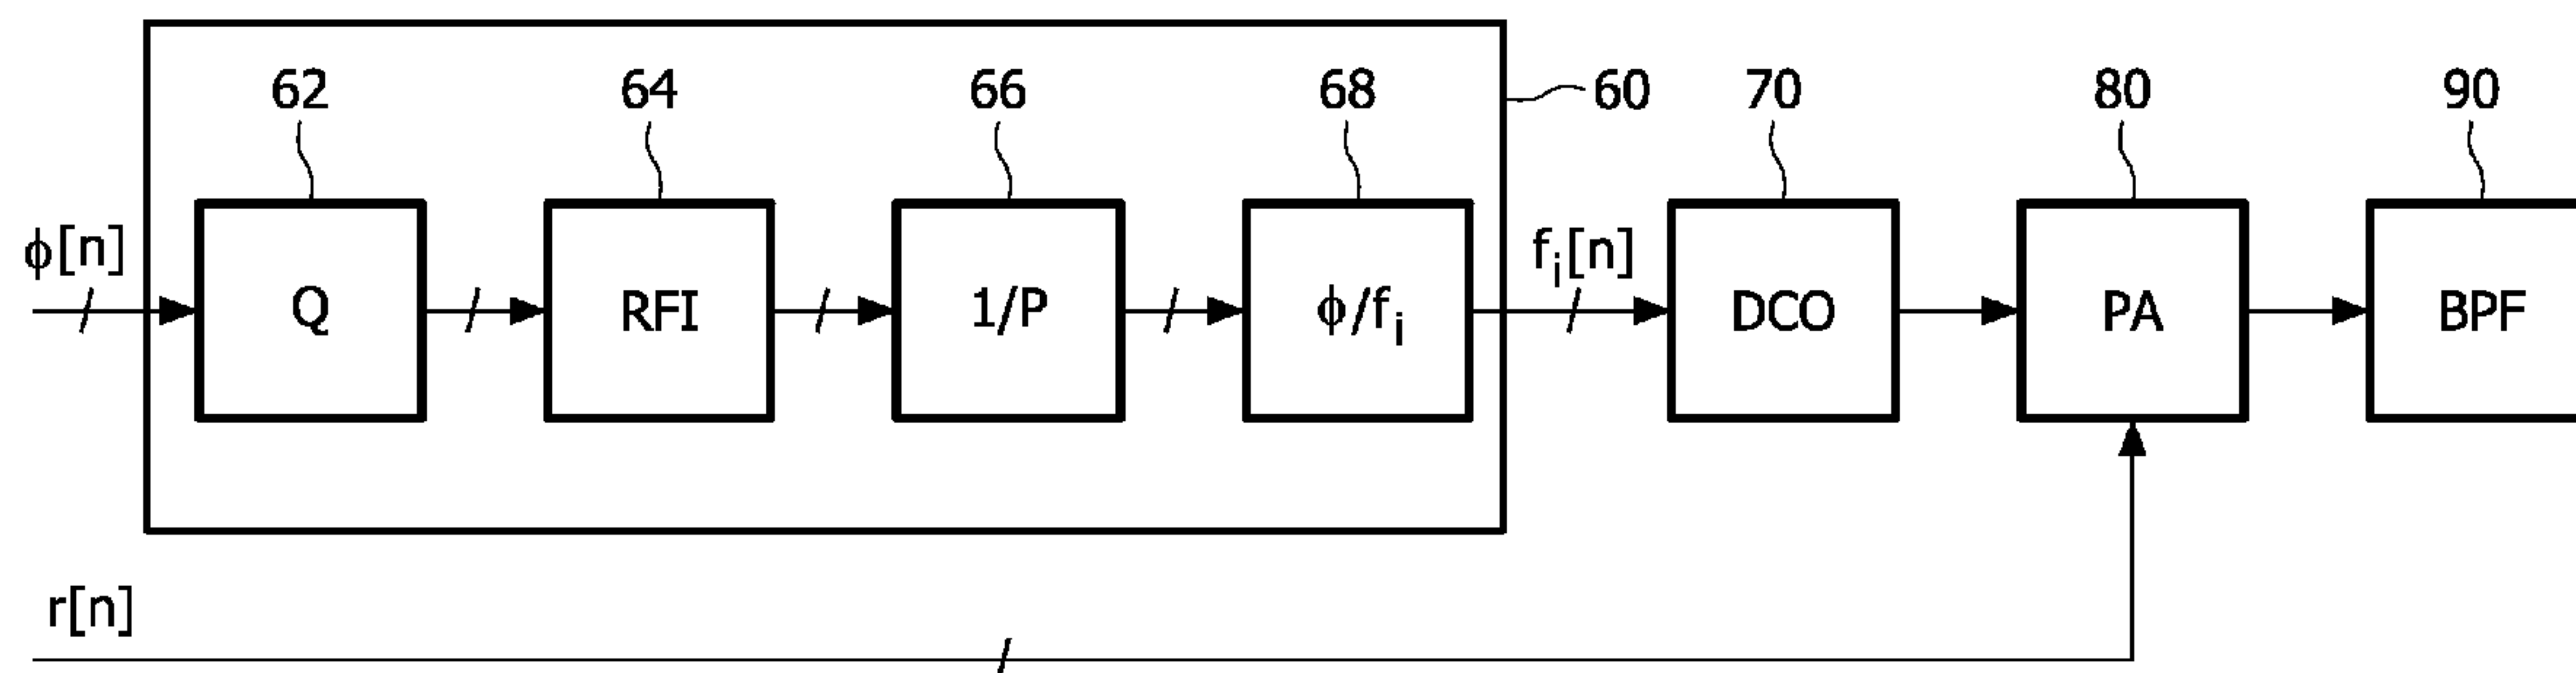 62 64 66 68 60 70 80 90
ϕ[n] Q RFI 1/P ϕ/fi fi[n] DCO PA BPF
r[n]